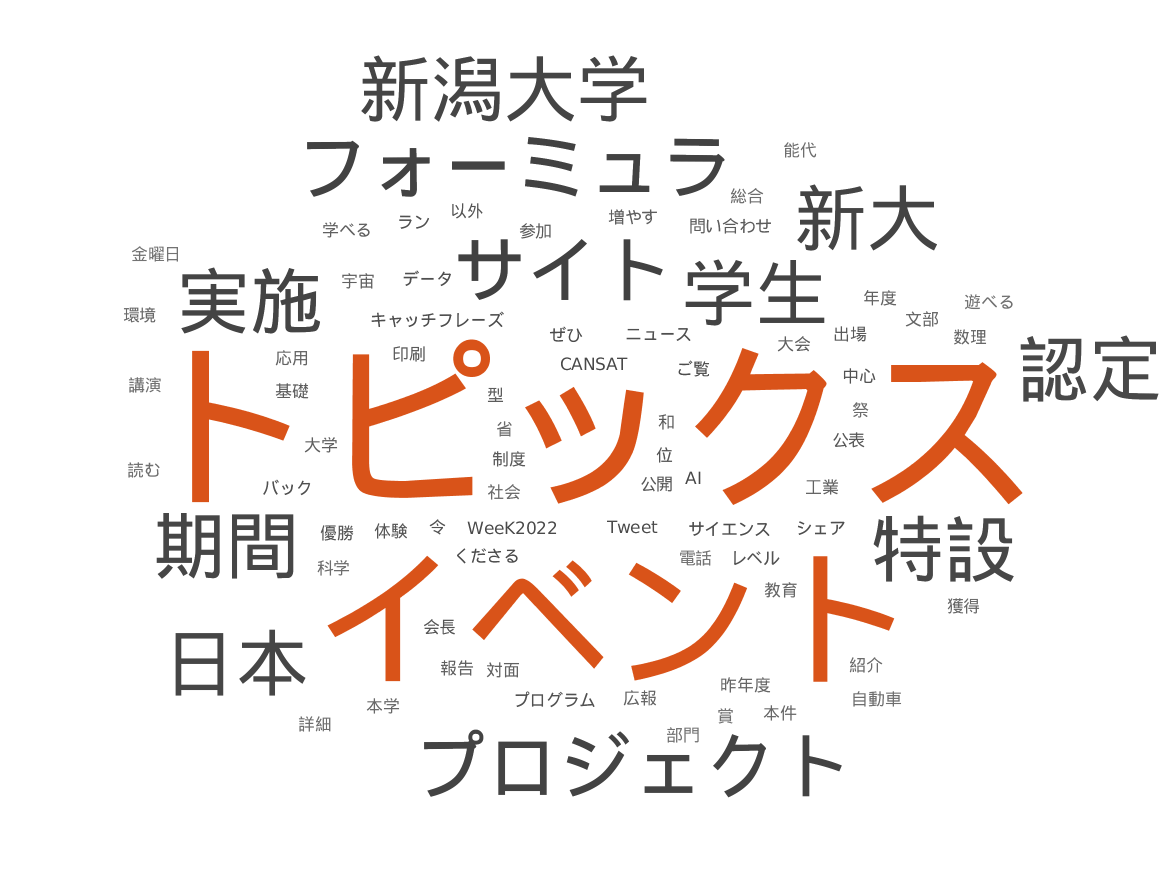 新潟大学
フォーミュラ
能代
総合
新大
以外
ラン
増やす
学べる
参加
問い合わせ
金曜日
サイト
学生
実施
宇宙
データ
年度
遊べる
環境
キャッチフレーズ
文部
ぜひ
ニュース
出場
数理
大会
応用
印刷
CANSAT
ご覧
認定
トピックス
中心
講演
基礎
型
祭
和
省
公表
大学
制度
位
読む
AI
公開
バック
社会
工業
期間
優勝
体験
令
WeeK2022
Tweet
サイエンス
シェア
特設
くださる
電話
レベル
科学
イベント
教育
獲得
会長
日本
報告
対面
紹介
昨年度
プログラム
広報
自動車
本学
賞
本件
詳細
部門
プロジェクト